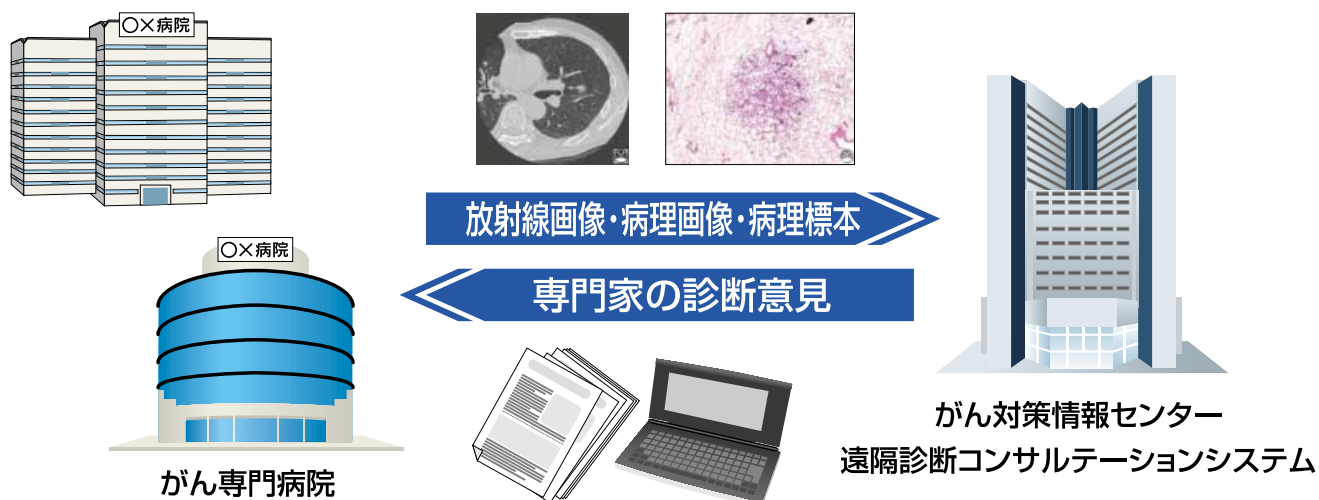 〇×病院
放射線画像・病理画像・病理標本
〇×病院
専門家の診断意見
がん専門病院
がん対策情報センター
遠隔診断コンサルテーションシステム